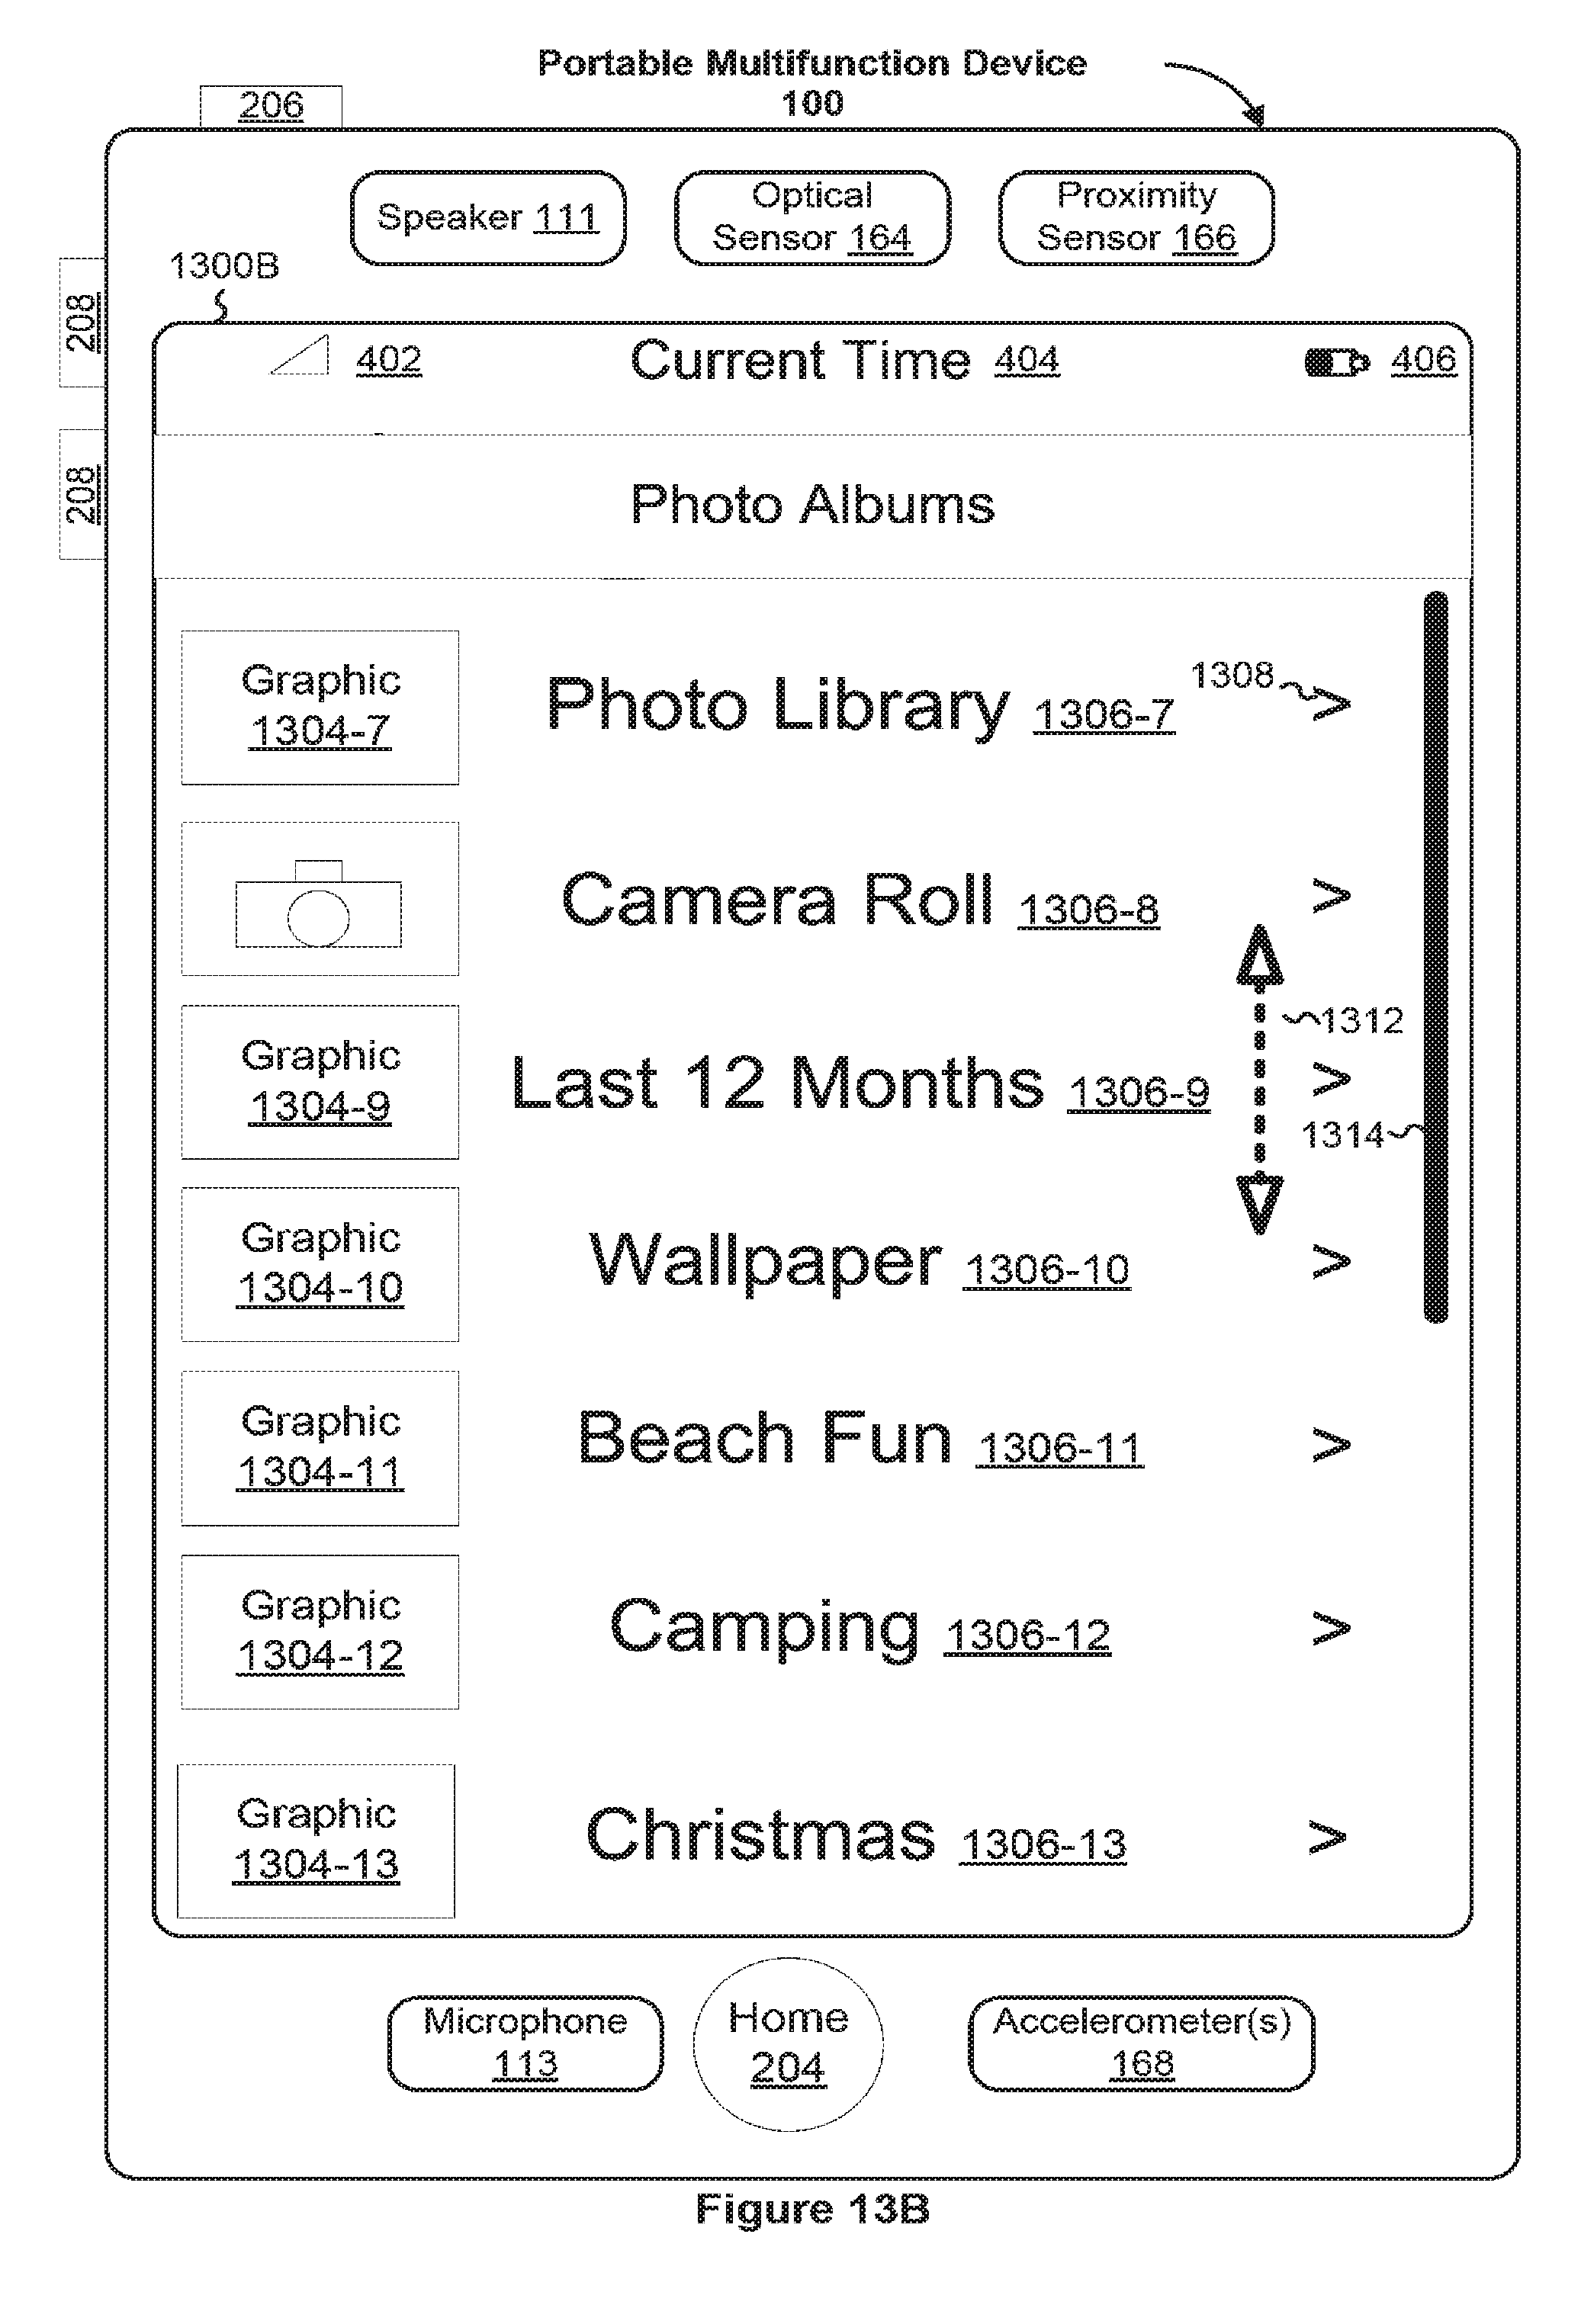 Portable Multifunction Device
100
206
Speaker 111
Optical
Sensor 164
Proximity
Sensor 166
1300B
208
208
402
Current Time 404
406
Photo Albums
Graphic
1304-7
Photo Library 1306-7
1308
>
Camera Roll 1306-8
>
1312
Graphic
1304-9
Last 12 Months 1306-9
>
1314
Graphic
1304-10
Wallpaper 1306-10
>
Graphic
1304-11
Beach Fun 1306-11
>
Graphic
1304-12
Camping 1306-12
>
Graphic
1304-13
Christmas 1306-13
>
Microphone
113
Home
204
Accelerometer(s)
168
Figure 13B